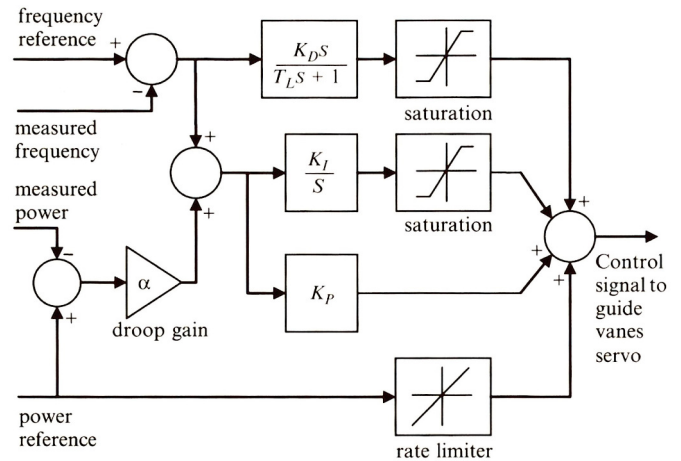 frequency
reference
+
−
measured
frequency
K_D s
T_L s + 1
saturation
+
+
K_I
S
saturation
measured
power
−
+
α
droop gain
K_P
+
+
+
Control
signal to
guide
vanes
servo
power
reference
rate limiter